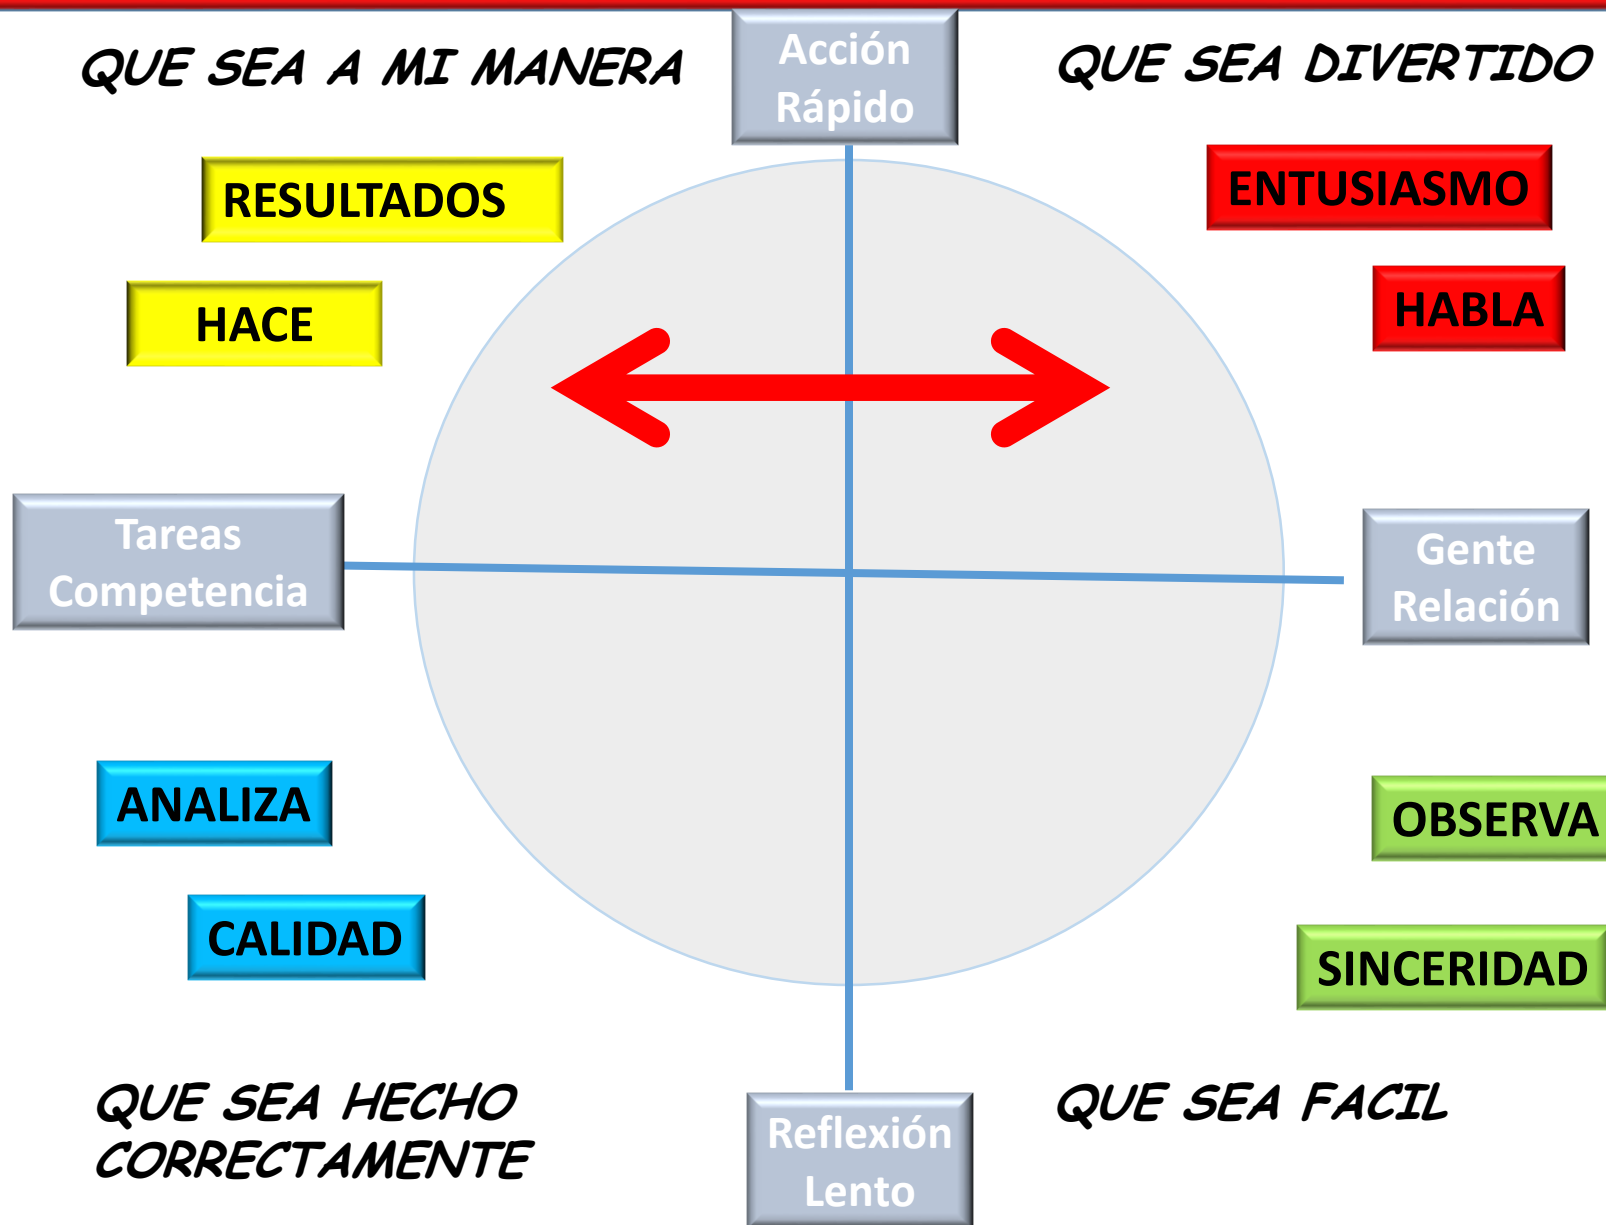 QUE SEA A MI MANERA
Acción
Rápido
QUE SEA DIVERTIDO
RESULTADOS
ENTUSIASMO
HACE
HABLA
Tareas
Competencia
Gente
Relación
ANALIZA
OBSERVA
CALIDAD
SINCERIDAD
QUE SEA HECHO
CORRECTAMENTE
Reflexión
Lento
QUE SEA FACIL